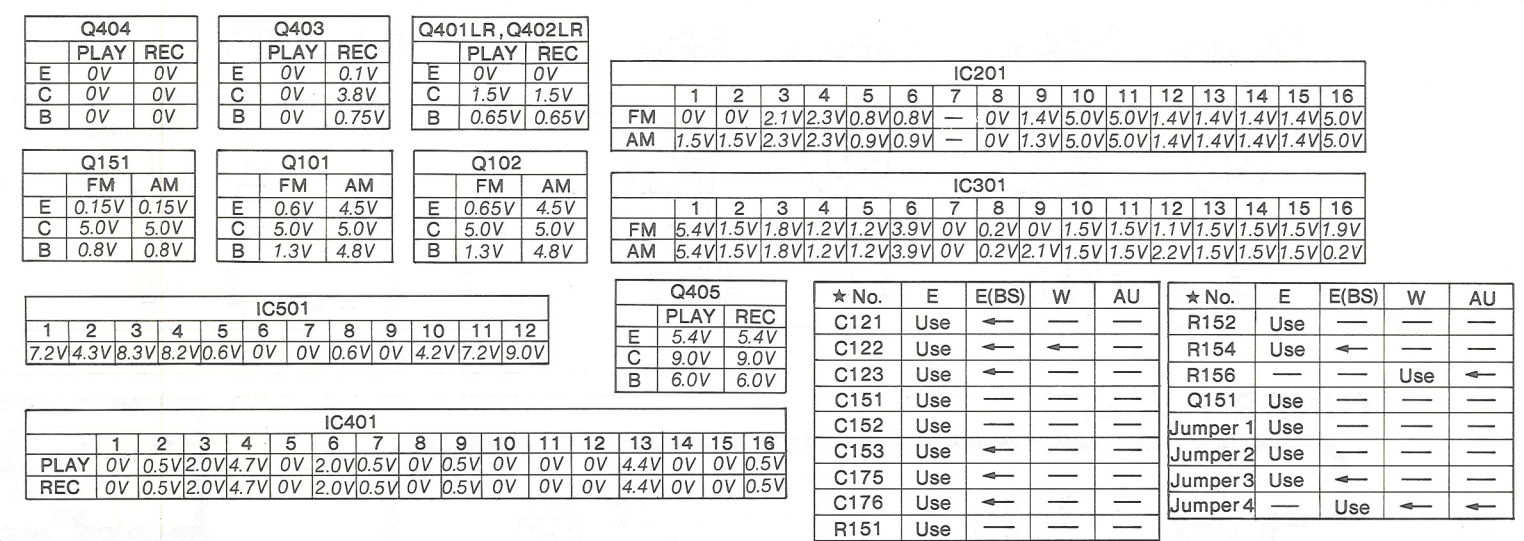 Q404
PLAY REC
E 0V 0V
C 0V 0V
B 0V 0V
Q403
PLAY REC
E 0V 0.1V
C 0V 3.8V
B 0V 0.75V
Q401LR,Q402LR
PLAY REC
E 0V 0V
C 1.5V 1.5V
B 0.65V 0.65V
IC201
1 2 3 4 5 6 7 8 9 10 11 12 13 14 15 16
FM 0V 0V 2.1V 2.3V 0.8V 0.8V — 0V 1.4V 5.0V 5.0V 1.4V 1.4V 1.4V 1.4V 5.0V
AM 1.5V 1.5V 2.3V 2.3V 0.9V 0.9V — 0V 1.3V 5.0V 5.0V 1.4V 1.4V 1.4V 1.4V 5.0V
Q151
FM AM
E 0.15V 0.15V
C 5.0V 5.0V
B 0.8V 0.8V
Q101
FM AM
E 0.6V 4.5V
C 5.0V 5.0V
B 1.3V 4.8V
Q102
FM AM
E 0.65V 4.5V
C 5.0V 5.0V
B 1.3V 4.8V
IC301
1 2 3 4 5 6 7 8 9 10 11 12 13 14 15 16
FM 5.4V 1.5V 1.8V 1.2V 1.2V 3.9V 0V 0.2V 0V 1.5V 1.5V 1.1V 1.5V 1.5V 1.5V 1.9V
AM 5.4V 1.5V 1.8V 1.2V 1.2V 3.9V 0V 0.2V 2.1V 1.5V 1.5V 2.2V 1.5V 1.5V 1.5V 0.2V
IC501
1 2 3 4 5 6 7 8 9 10 11 12
7.2V 4.3V 8.3V 8.2V 0.6V 0V 0V 0.6V 0V 4.2V 7.2V 9.0V
Q405
PLAY REC
E 5.4V 5.4V
C 9.0V 9.0V
B 6.0V 6.0V
IC401
1 2 3 4 5 6 7 8 9 10 11 12 13 14 15 16
PLAY 0V 0.5V 2.0V 4.7V 0V 2.0V 0.5V 0V 0.5V 0V 0V 0V 4.4V 0V 0V 0.5V
REC 0V 0.5V 2.0V 4.7V 0V 2.0V 0.5V 0V 0.5V 0V 0V 0V 4.4V 0V 0V 0.5V
★ No. E E(BS) W AU
C121 Use ← — —
C122 Use ← ← —
C123 Use ← — —
C151 Use — — —
C152 Use — — —
C153 Use ← — —
C175 Use ← — —
C176 Use ← — —
R151 Use — — —
★ No. E E(BS) W AU
R152 Use — — —
R154 Use ← — —
R156 — — Use ←
Q151 Use — — —
Jumper 1 Use — — —
Jumper 2 Use — — —
Jumper 3 Use ← — —
Jumper 4 — Use ← ←